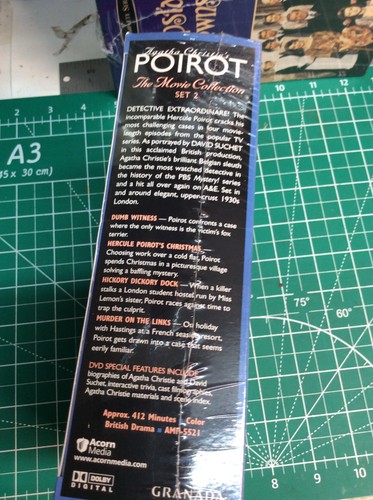 Agatha Christie's
POIROT
The Movie Collection
SET 2
DETECTIVE EXTRAORDINAIRE! The
incomparable Hercule Poirot cracks his
most challenging cases in four movie-
length episodes from the popular TV
series. As portrayed by DAVID SUCHET
in this acclaimed British production,
Agatha Christie's brilliant Belgian sleuth
became the most watched detective in
the history of the PBS Mystery! series
and a hit all over again on A&E. Set in
and around elegant, upper-crust 1930s
London.
DUMB WITNESS — Poirot confronts a case
where the only witness is the victim's fox
terrier.
HERCULE POIROT'S CHRISTMAS —
Choosing work over a cold flat, Poirot
spends Christmas in a picturesque village
solving a baffling mystery.
HICKORY DICKORY DOCK — When a killer
stalks a London student hostel run by Miss
Lemon's sister, Poirot races against time to
trap the culprit.
MURDER ON THE LINKS — On holiday
with Hastings at a French seaside resort,
Poirot gets drawn into a case that seems
eerily familiar.
DVD SPECIAL FEATURES INCLUDE
biographies of Agatha Christie and David
Suchet, interactive trivia, cast filmographies,
Agatha Christie materials and scene index.
Approx. 412 Minutes Color
British Drama AMP-5521
Acorn
Media
www.acornmedia.com
DOLBY
DIGITAL
GRANADA
A3
x 30 cm)
75°
60°